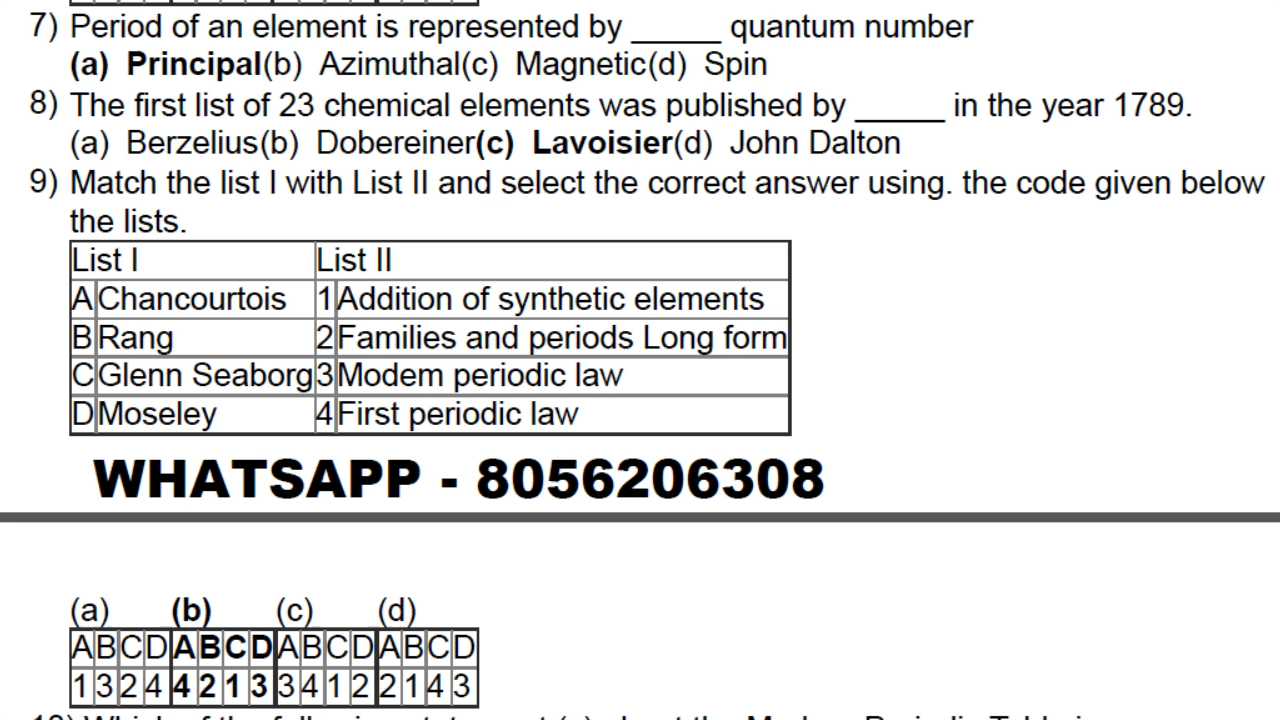 7) Period of an element is represented by _____ quantum number
(a) Principal(b) Azimuthal(c) Magnetic(d) Spin
8) The first list of 23 chemical elements was published by _____ in the year 1789.
(a) Berzelius(b) Dobereiner(c) Lavoisier(d) John Dalton
9) Match the list I with List II and select the correct answer using. the code given below
the lists.
List I List II
A Chancourtois 1 Addition of synthetic elements
B Rang 2 Families and periods Long form
C Glenn Seaborg 3 Modem periodic law
D Moseley 4 First periodic law
WHATSAPP - 8056206308
(a) (b) (c) (d)
A B C D A B C D A B C D A B C D
1 3 2 4 4 2 1 3 3 4 1 2 2 1 4 3